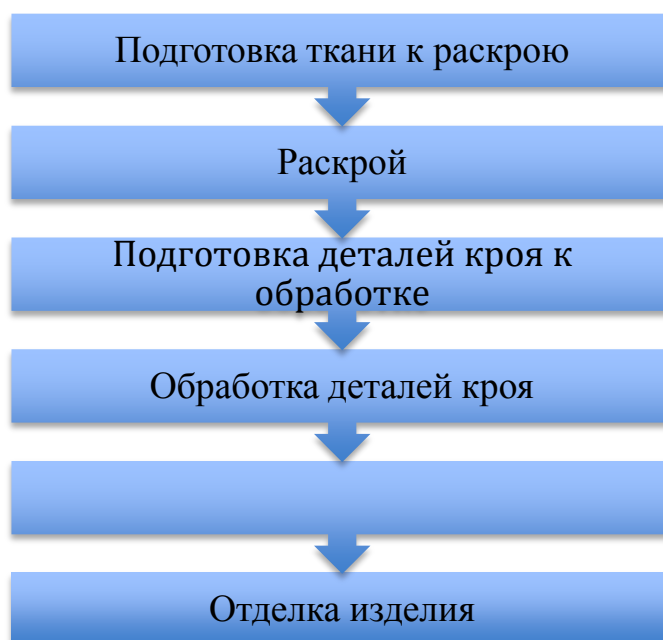 Подготовка ткани к раскрою
Раскрой
Подготовка деталей кроя к
обработке
Обработка деталей кроя
Отделка изделия